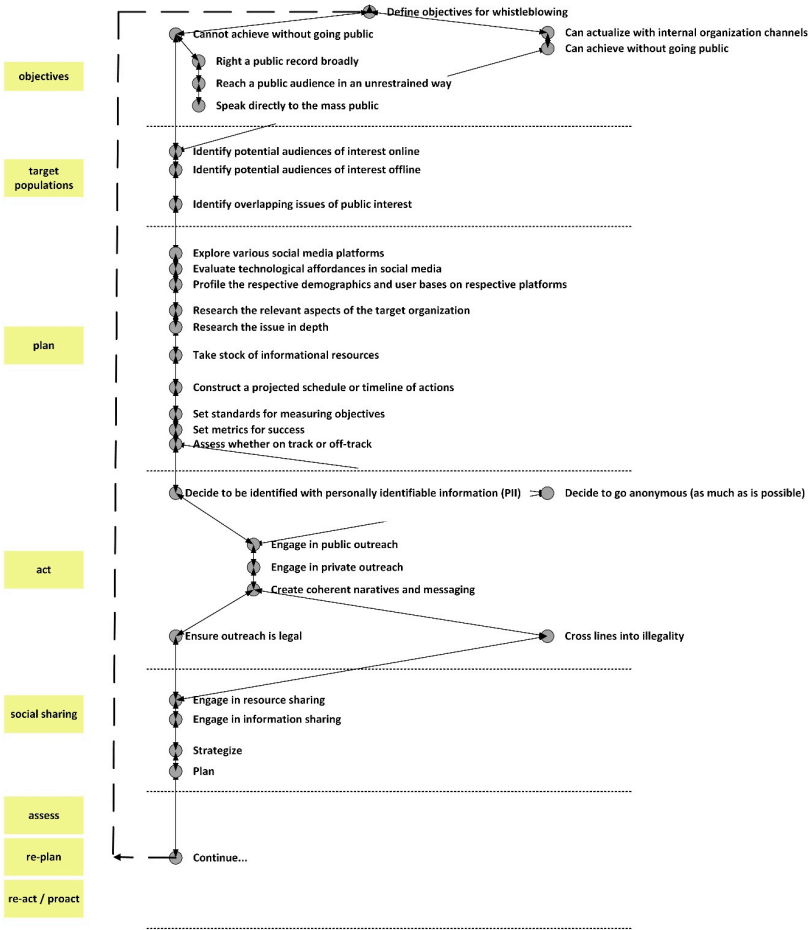 Define objectives for whistleblowing
Cannot achieve without going public
Can actualize with internal organization channels
Can achieve without going public
Right a public record broadly
objectives
Reach a public audience in an unrestrained way
Speak directly to the mass public
Identify potential audiences of interest online
target
populations
Identify potential audiences of interest offline
Identify overlapping issues of public interest
Explore various social media platforms
Evaluate technological affordances in social media
Profile the respective demographics and user bases on respective platforms
Research the relevant aspects of the target organization
Research the issue in depth
plan
Take stock of informational resources
Construct a projected schedule or timeline of actions
Set standards for measuring objectives
Set metrics for success
Assess whether on track or off-track
Decide to be identified with personally identifiable information (PII)
Decide to go anonymous (as much as is possible)
Engage in public outreach
act
Engage in private outreach
Create coherent naratives and messaging
Ensure outreach is legal
Cross lines into illegality
Engage in resource sharing
social sharing
Engage in information sharing
Strategize
Plan
assess
re-plan
Continue...
re-act / proact